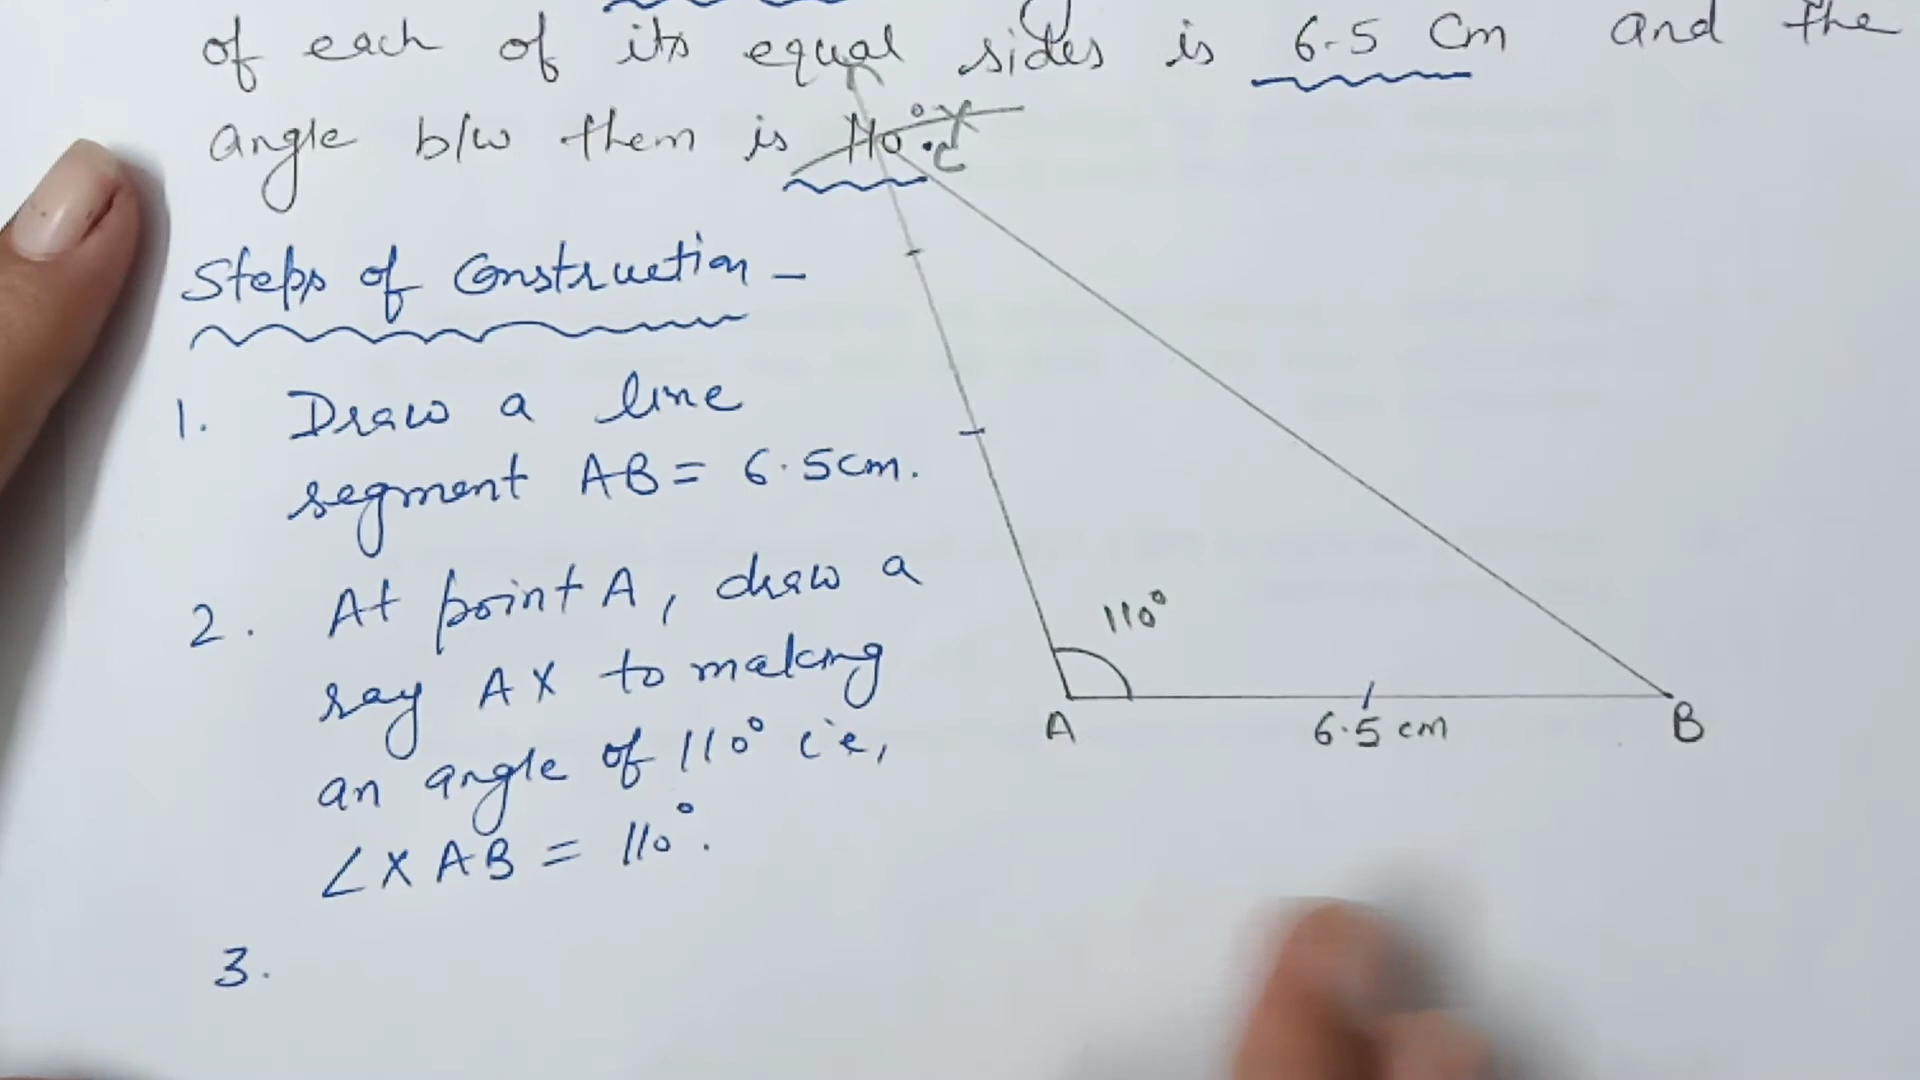 of each of its equal sides is 6.5 Cm and the
angle b/w them is 110°.
X
C
Steps of Construction -
1. Draw a line
segment AB = 6.5cm.
2. At point A, draw a
ray AX to making
an angle of 110° i.e,
∠XAB = 110°.
3.
110°
A
6.5 cm
B